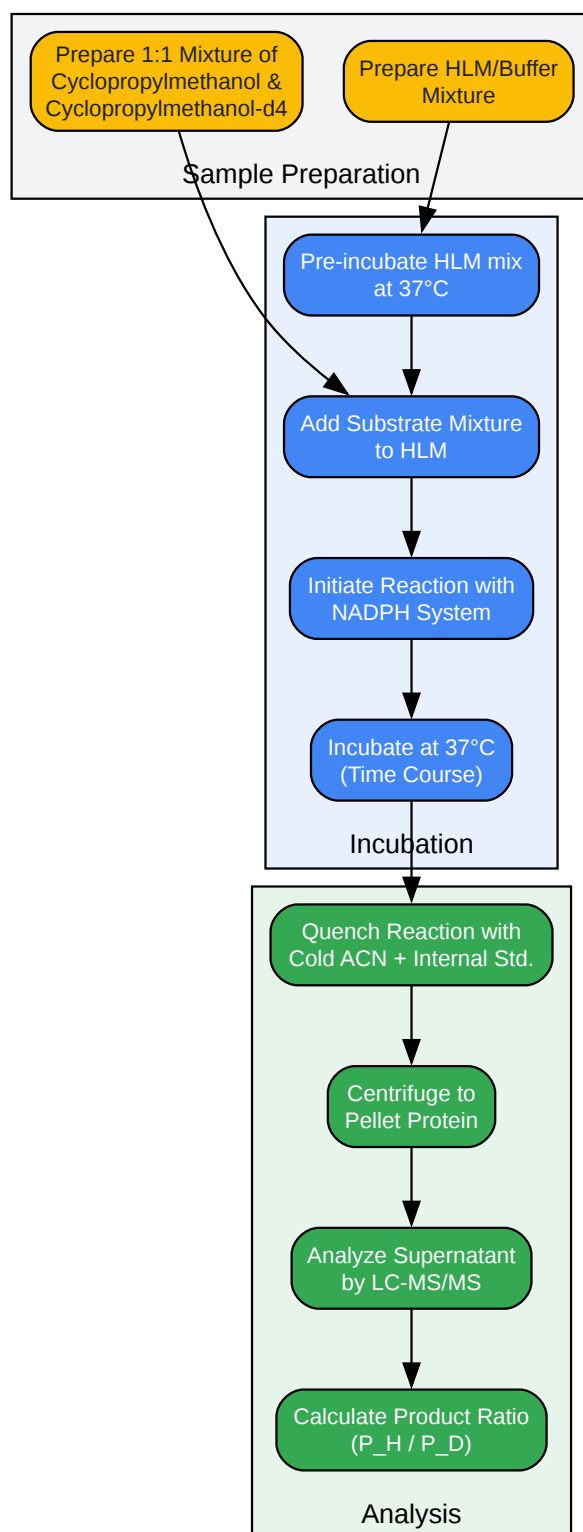 Prepare 1:1 Mixture of
Cyclopropylmethanol &
Cyclopropylmethanol-d4
Prepare HLM/Buffer
Mixture
Sample Preparation
Pre-incubate HLM mix
at 37°C
Add Substrate Mixture
to HLM
Initiate Reaction with
NADPH System
Incubate at 37°C
(Time Course)
Incubation
Quench Reaction with
Cold ACN + Internal Std.
Centrifuge to
Pellet Protein
Analyze Supernatant
by LC-MS/MS
Calculate Product Ratio
(P_H / P_D)
Analysis